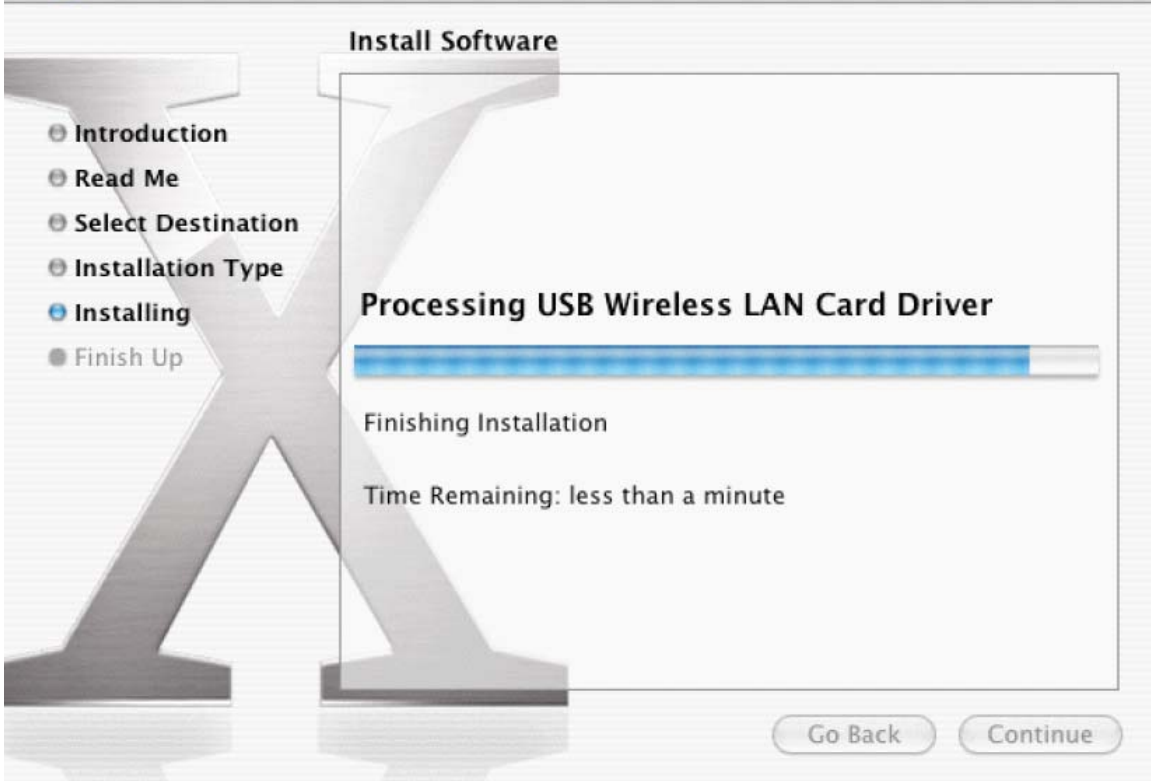 Install Software
Introduction
Read Me
Select Destination
Installation Type
Installing
Finish Up
Processing USB Wireless LAN Card Driver
Finishing Installation
Time Remaining: less than a minute
Go Back
Continue